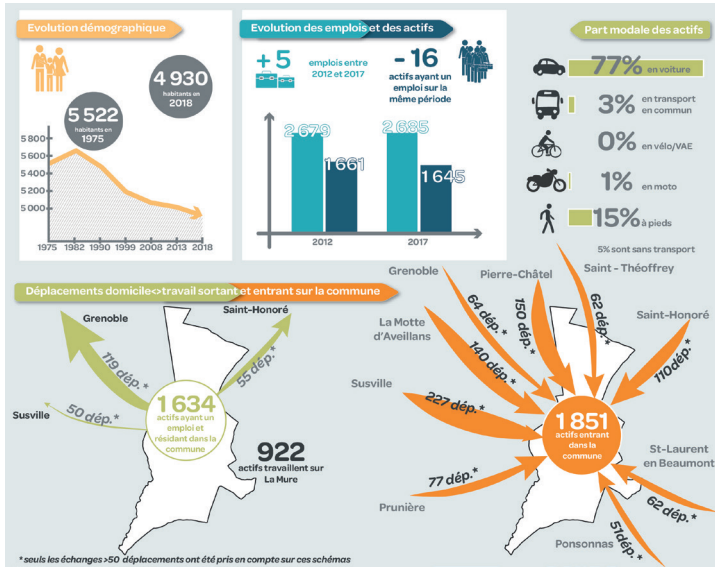 Evolution démographique
4 930
habitants en
2018
5 522
habitants en
1975
5 800
5 600
5 400
5 200
5 000
1975 1982 1990 1999 2008 2013 2018
Evolution des emplois et des actifs
+ 5
emplois entre
2012 et 2017
- 16
actifs ayant un
emploi sur la
même période
2 679
1 661
2 685
1 645
2012
2017
Part modale des actifs
77% en voiture
3% en transport
en commun
0% en vélo/VAE
1% en moto
15% à pieds
5% sont sans transport
Déplacements domicile<>travail sortant et entrant sur la commune
Grenoble
119 dép.*
Saint-Honoré
55 dép.*
Susville
50 dép.*
1 634
actifs ayant un
emploi et
résidant dans la
commune
922
actifs travaillent sur
La Mure
Grenoble
64 dép.*
Pierre-Châtel
150 dép.*
Saint - Théoffrey
62 dép.*
La Motte
d'Aveillans
140 dép.*
Saint-Honoré
110dép.*
Susville
227 dép.*
1 851
actifs entrant
dans la
commune
St-Laurent
en Beaumont
62 dép.*
77 dép.*
Prunière
Ponsonnas
51dép.*
* seuls les échanges >50 déplacements ont été pris en compte sur ces schémas